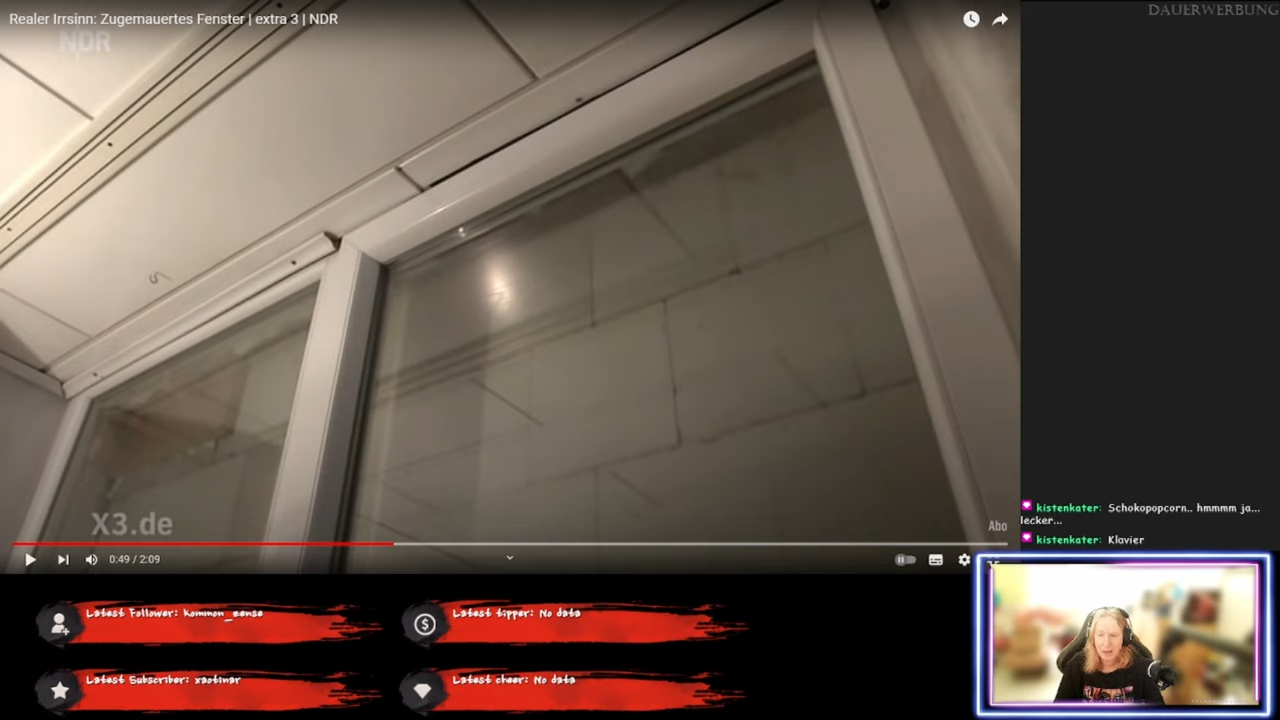 Realer Irrsinn: Zugemauertes Fenster | extra 3 | NDR
NDR
DAUERWERBUNG
X3.de
Abo
0:49 / 2:09
kistenkater: Schokopopcorn.. hmmmm ja... lecker...
kistenkater: Klavier
Latest Follower: kommon_sense
Latest tipper: No data
Latest Subscriber: xaotinar
Latest cheer: No data